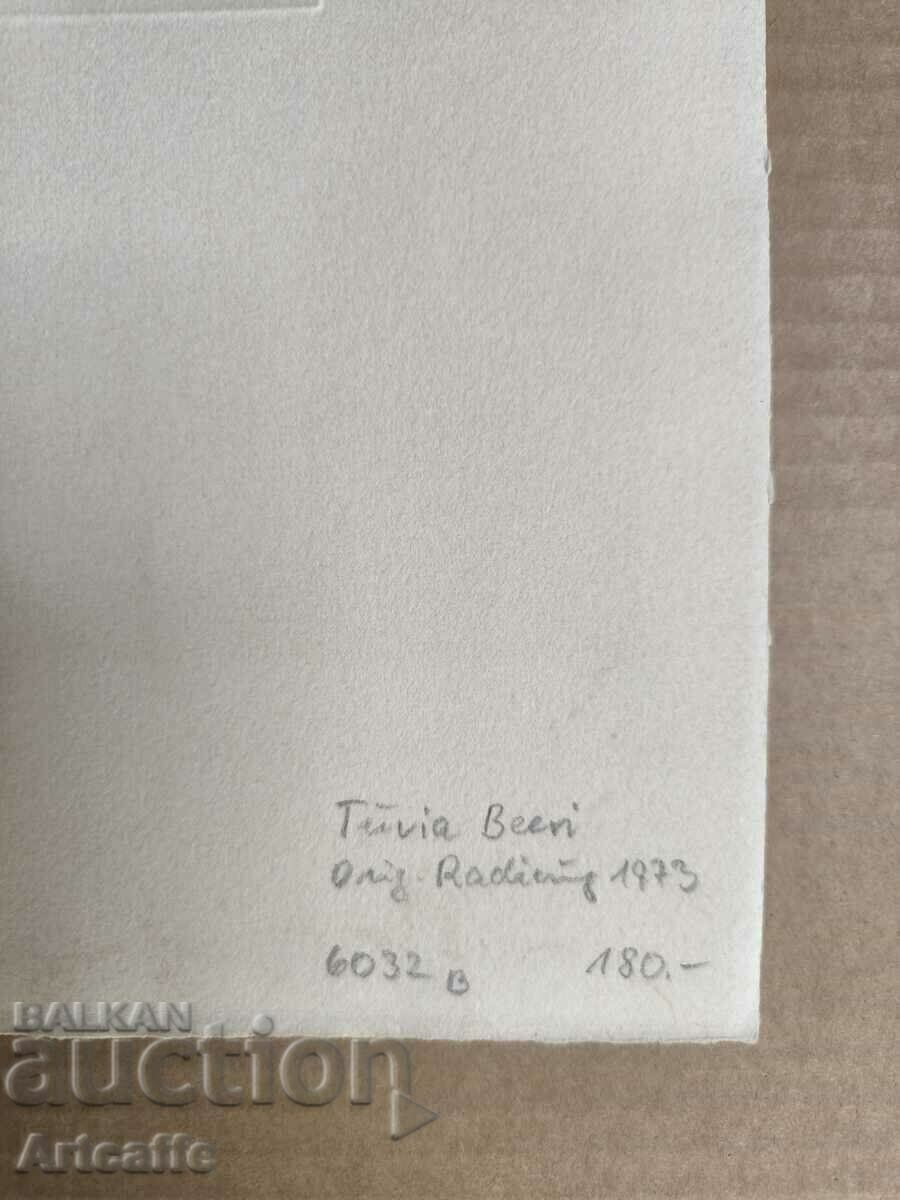 Tuvia Beeri
Orig. Radierung 1973
6032 B 180.-
BALKAN
auction
Artcaffe